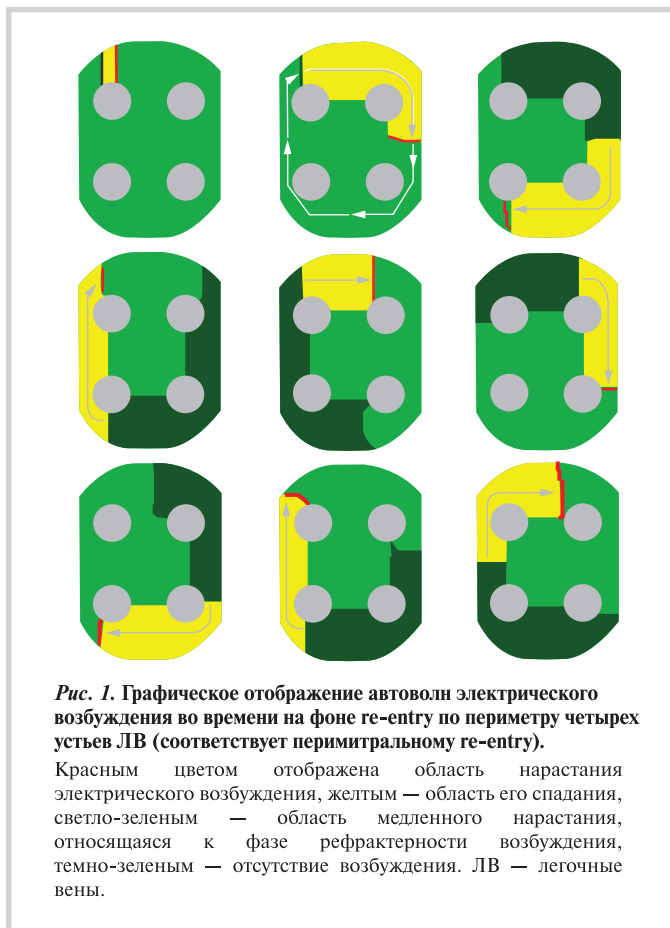 Рис. 1. Графическое отображение автоволн электрического
возбуждения во времени на фоне re-entry по периметру четырех
устьев ЛВ (соответствует перимитральному re-entry).
Красным цветом отображена область нарастания
электрического возбуждения, желтым — область его спадания,
светло-зеленым — область медленного нарастания,
относящаяся к фазе рефрактерности возбуждения,
темно-зеленым — отсутствие возбуждения. ЛВ — легочные
вены.